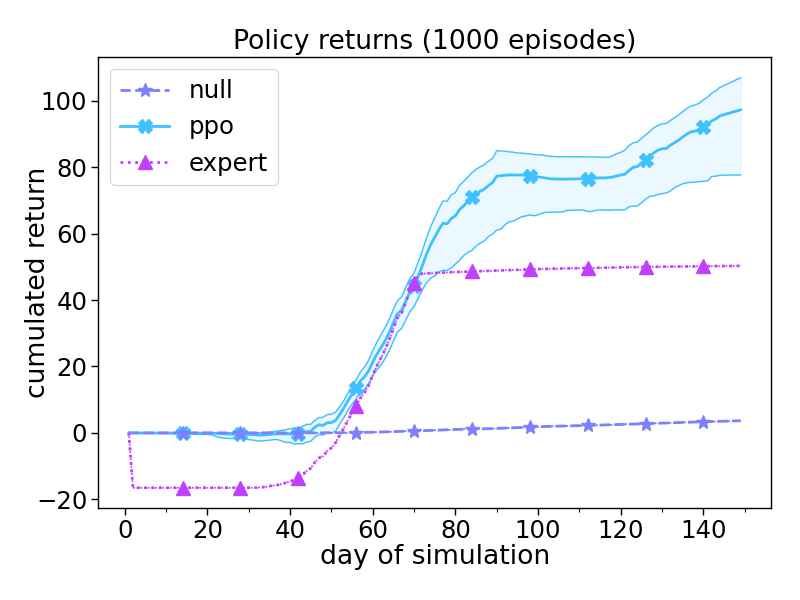 Policy returns (1000 episodes)
null
ppo
expert
cumulated return
100
80
60
40
20
0
−20
0 20 40 60 80 100 120 140
day of simulation